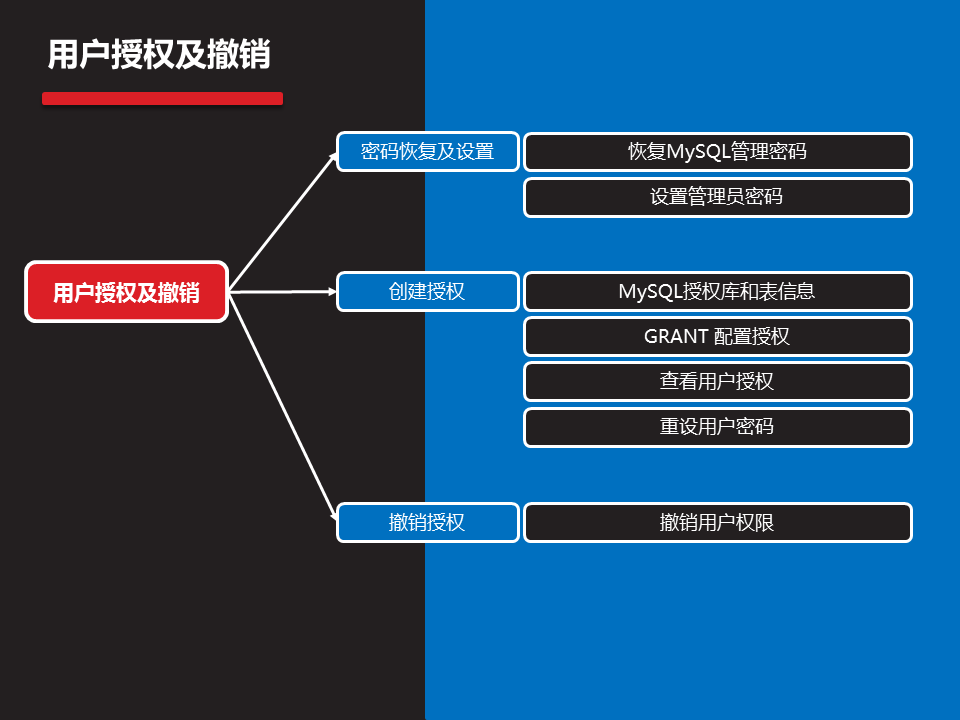 用户授权及撤销
密码恢复及设置
恢复MySQL管理密码
设置管理员密码
用户授权及撤销
创建授权
MySQL授权库和表信息
GRANT 配置授权
查看用户授权
重设用户密码
撤销授权
撤销用户权限